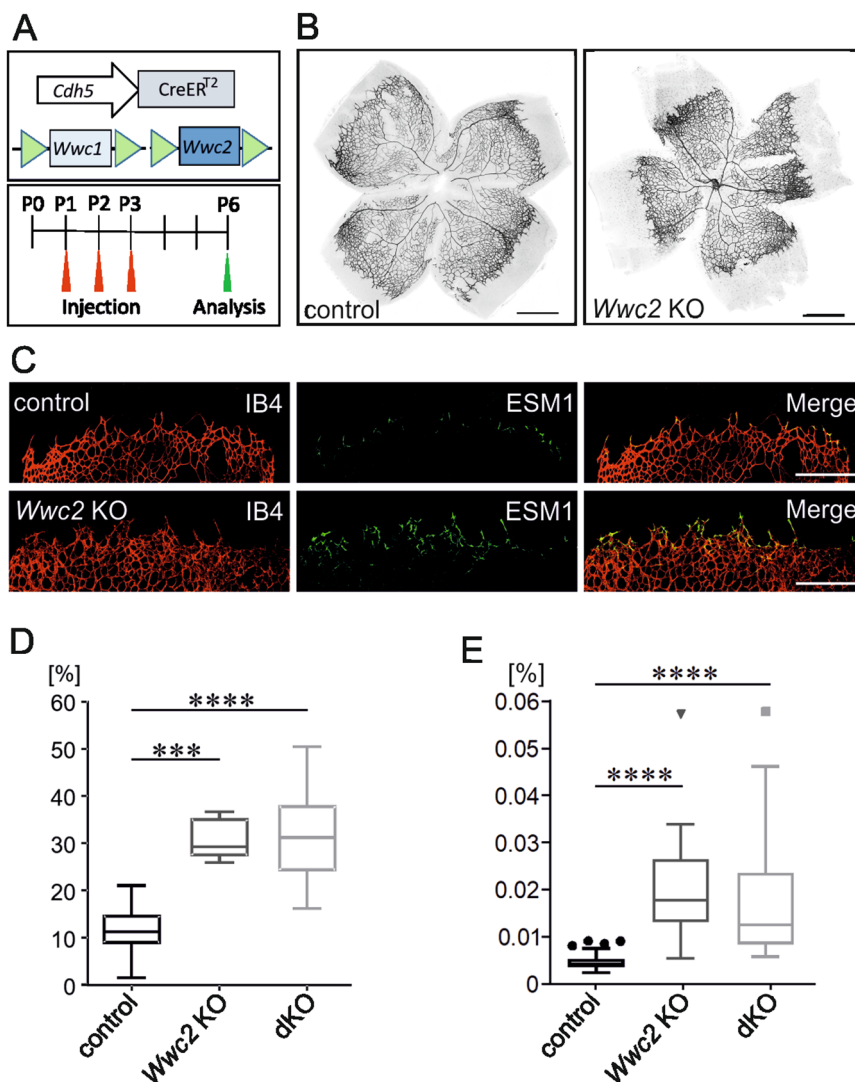 A
Cdh5
CreERT2
Wwc1
Wwc2
P0 P1 P2 P3 P6
Injection Analysis
B
control
Wwc2 KO
C
control IB4
ESM1
Merge
Wwc2 KO IB4
ESM1
Merge
D
[%]
60
50
40
30
20
10
0
****
***
control
Wwc2 KO
dKO
E
[%]
0.06
0.05
0.04
0.03
0.02
0.01
0
****
****
control
Wwc2 KO
dKO